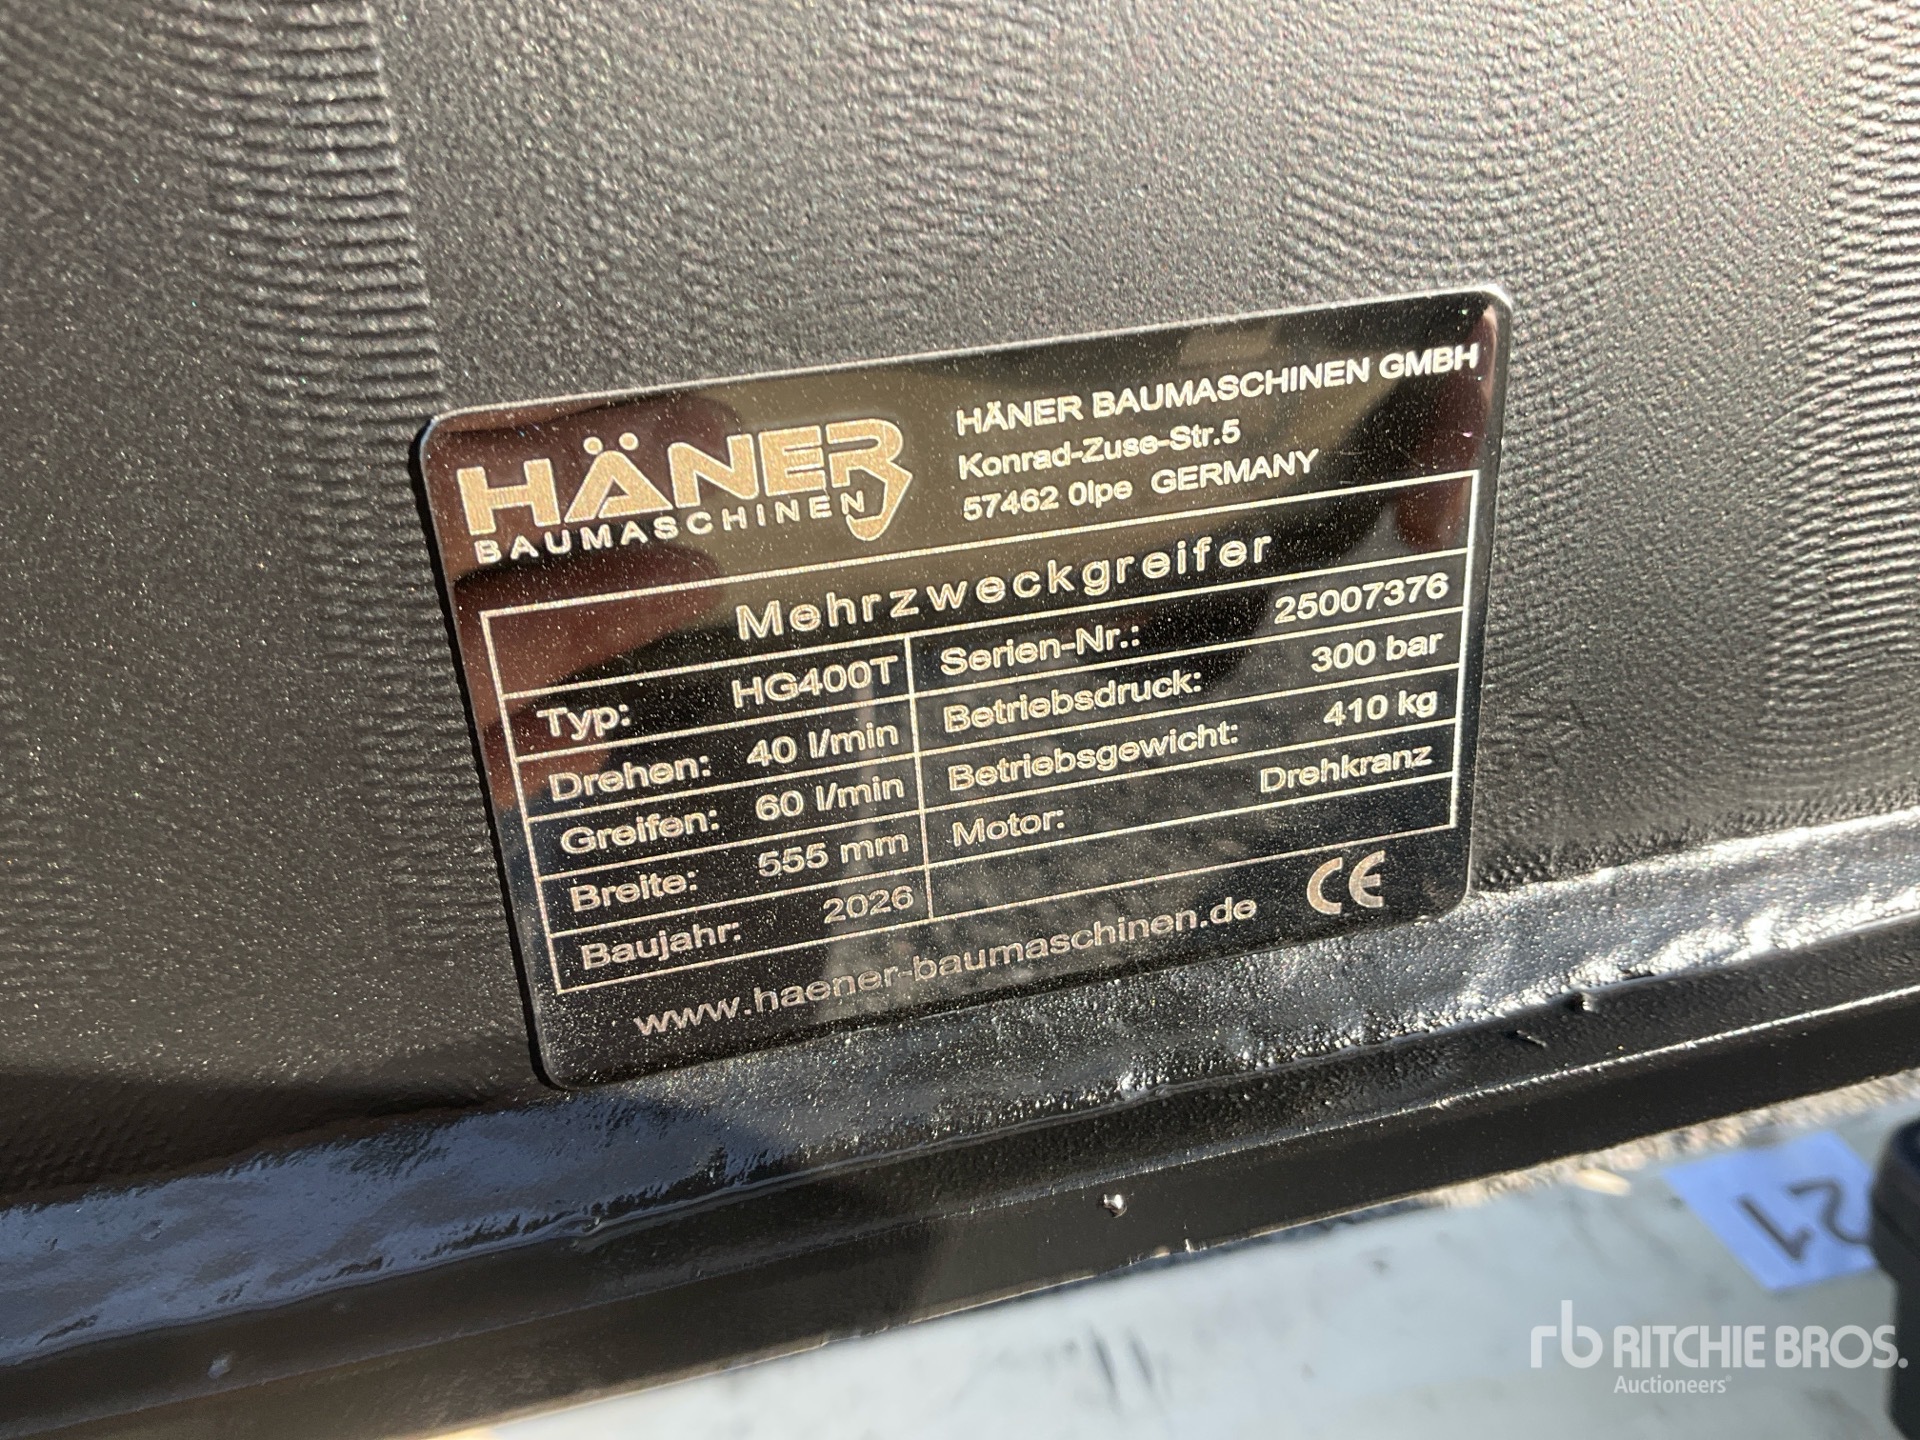 HÄNER
BAUMASCHINEN
HÄNER BAUMASCHINEN GMBH
Konrad-Zuse-Str.5
57462 Olpe GERMANY
Mehrzweckgreifer
Typ: HG400T
Serien-Nr.: 25007376
Drehen: 40 l/min
Betriebsdruck: 300 bar
Greifen: 60 l/min
Betriebsgewicht: 410 kg
Breite: 555 mm
Motor: Drehkranz
Baujahr: 2026
www.haener-baumaschinen.de
CE
21
rb RITCHIE BROS.
Auctioneers